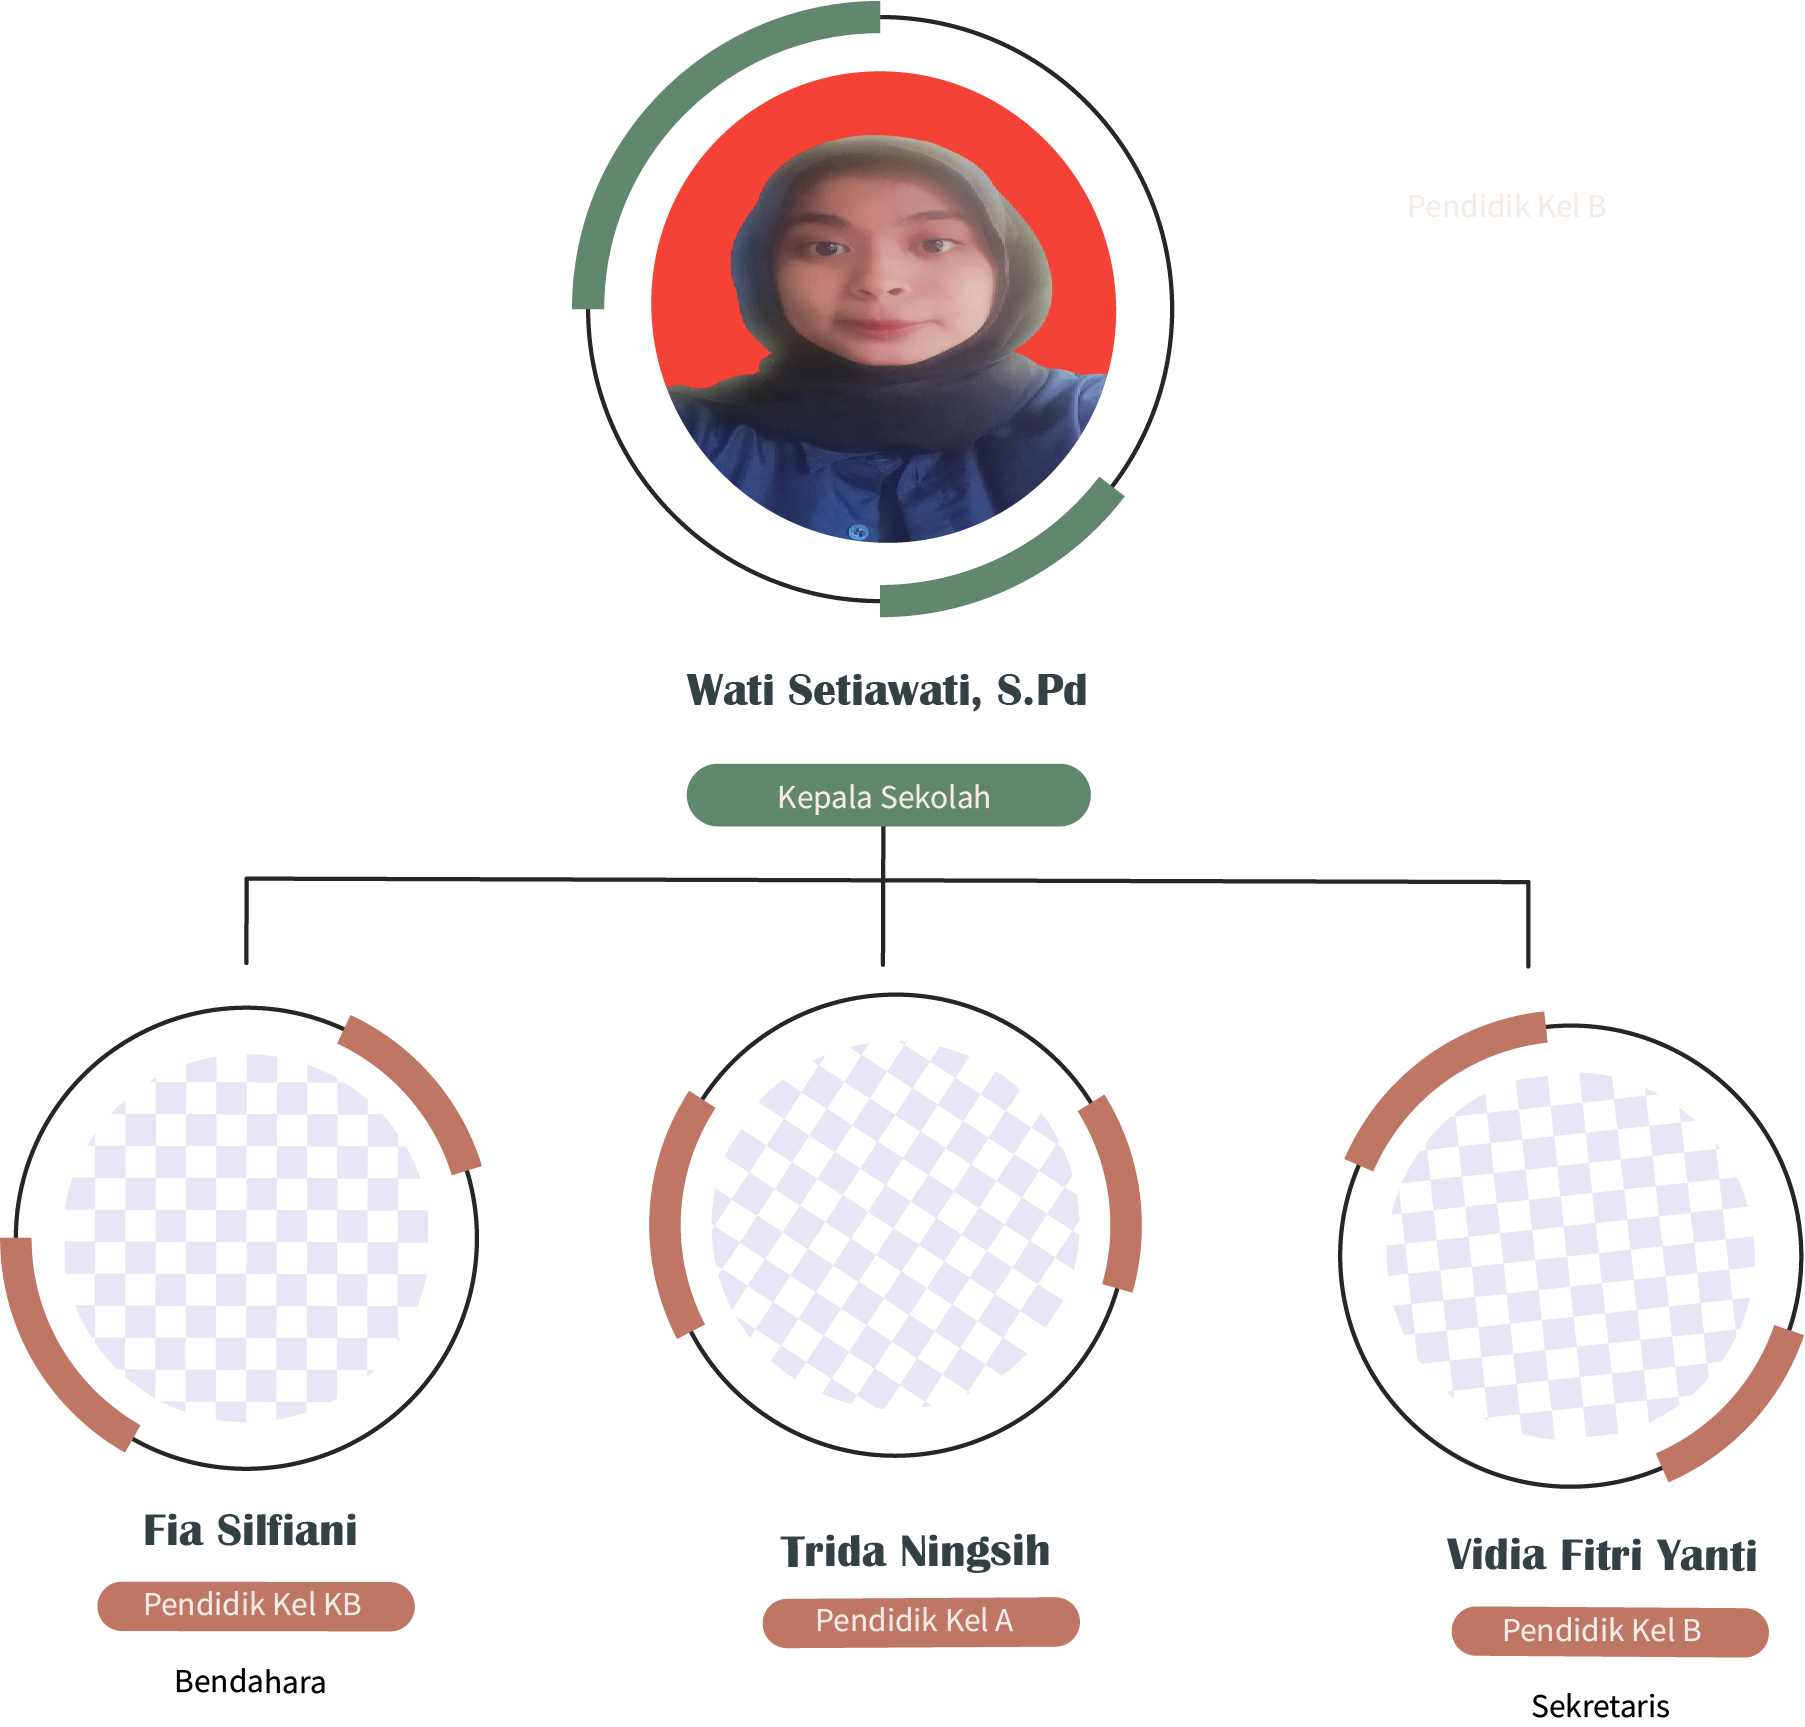 Pendidik Kel B
Wati Setiawati, S.Pd
Kepala Sekolah
Fia Silfiani
Pendidik Kel KB
Bendahara
Trida Ningsih
Pendidik Kel A
Vidia Fitri Yanti
Pendidik Kel B
Sekretaris